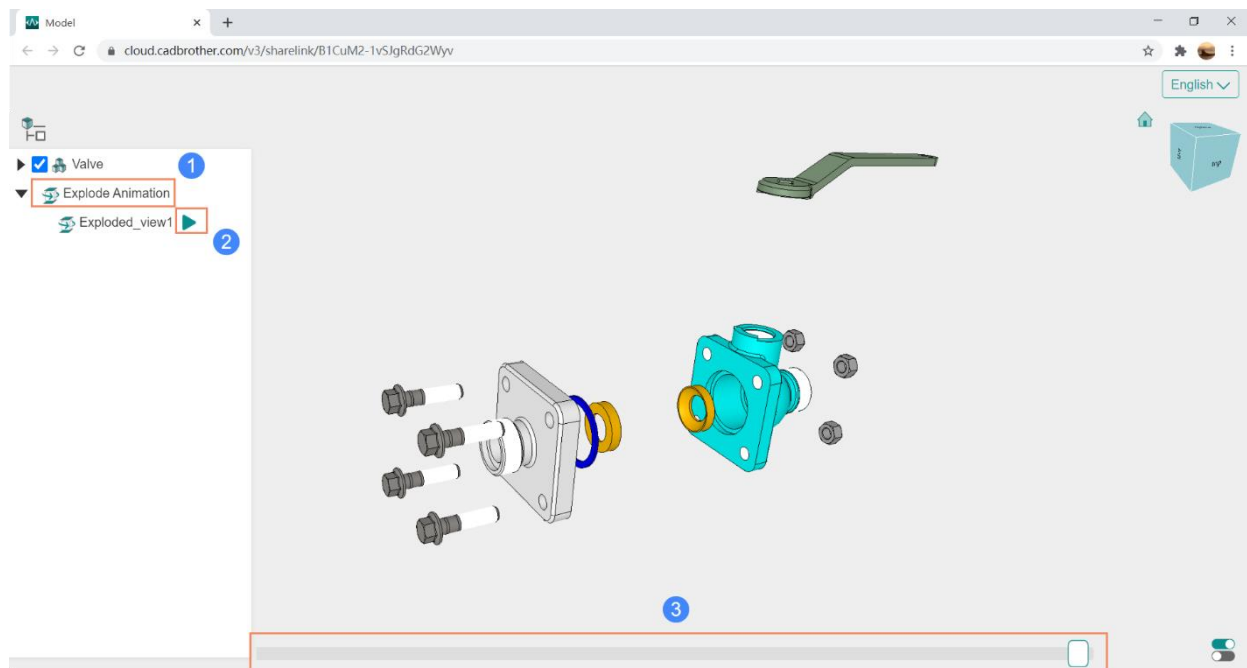 Model
cloud.cadbrother.com/v3/sharelink/B1CuM2-1vSJgRdG2Wyv
English
Valve
1
Explode Animation
Exploded_view1
2
3